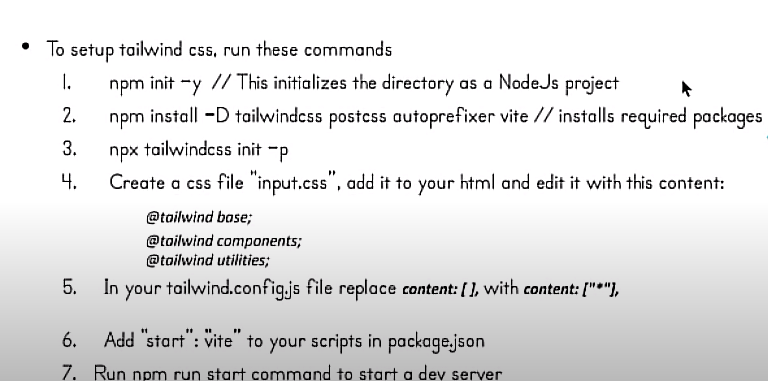 • To setup tailwind css, run these commands
1. npm init -y // This initializes the directory as a NodeJs project
2. npm install -D tailwindcss postcss autoprefixer vite // installs required packages
3. npx tailwindcss init -p
4. Create a css file "input.css", add it to your html and edit it with this content:
@tailwind base;
@tailwind components;
@tailwind utilities;
5. In your tailwind.config.js file replace content: [ ], with content: ["*"],
6. Add "start": "vite" to your scripts in package.json
7. Run npm run start command to start a dev server